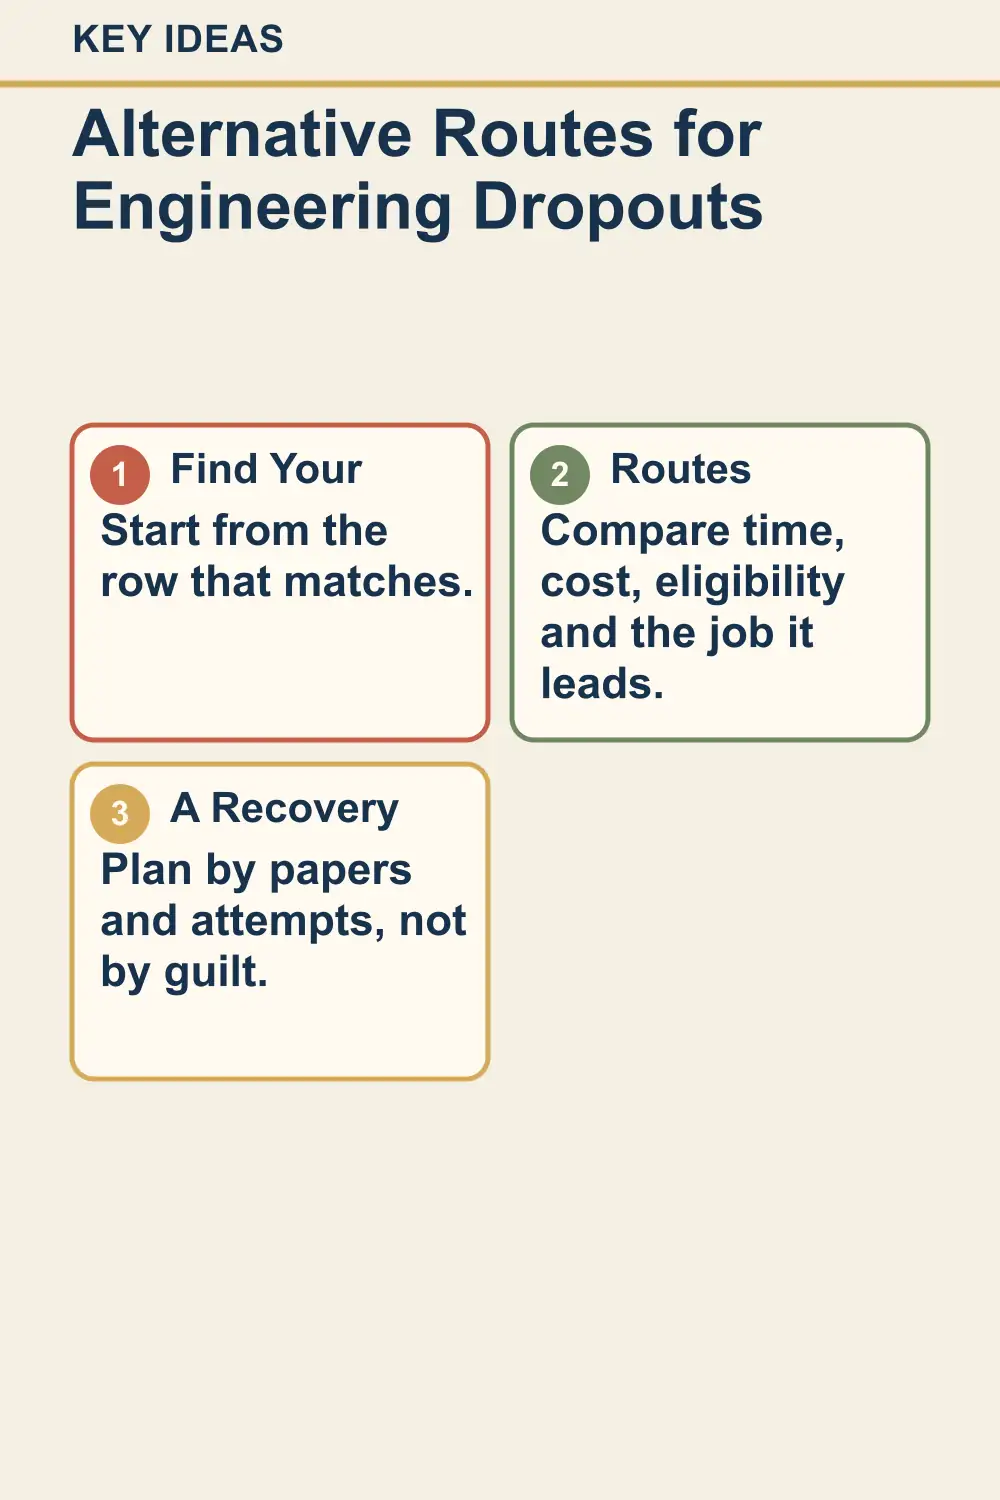 KEY IDEAS
Alternative Routes for
Engineering Dropouts
1 Find Your
Start from the
row that matches.
2 Routes
Compare time,
cost, eligibility
and the job it
leads.
3 A Recovery
Plan by papers
and attempts, not
by guilt.